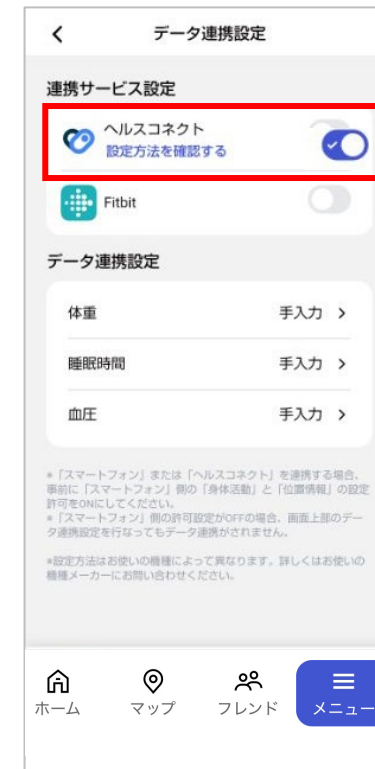 データ連携設定
連携サービス設定
ヘルスコネクト
設定方法を確認する
Fitbit
データ連携設定
体重 手入力
睡眠時間 手入力
血圧 手入力
*「スマートフォン」または「ヘルスコネクト」を連携する場合、
事前に「スマートフォン」側の「身体活動」と「位置情報」の設定
許可をONにしてください。
*「スマートフォン」側の許可設定がOFFの場合、画面上部のデー
タ連携設定を行なってもデータ連携がされません。
*設定方法はお使いの機種によって異なります。詳しくはお使いの
機種メーカーにお問い合わせください。
ホーム マップ フレンド メニュー